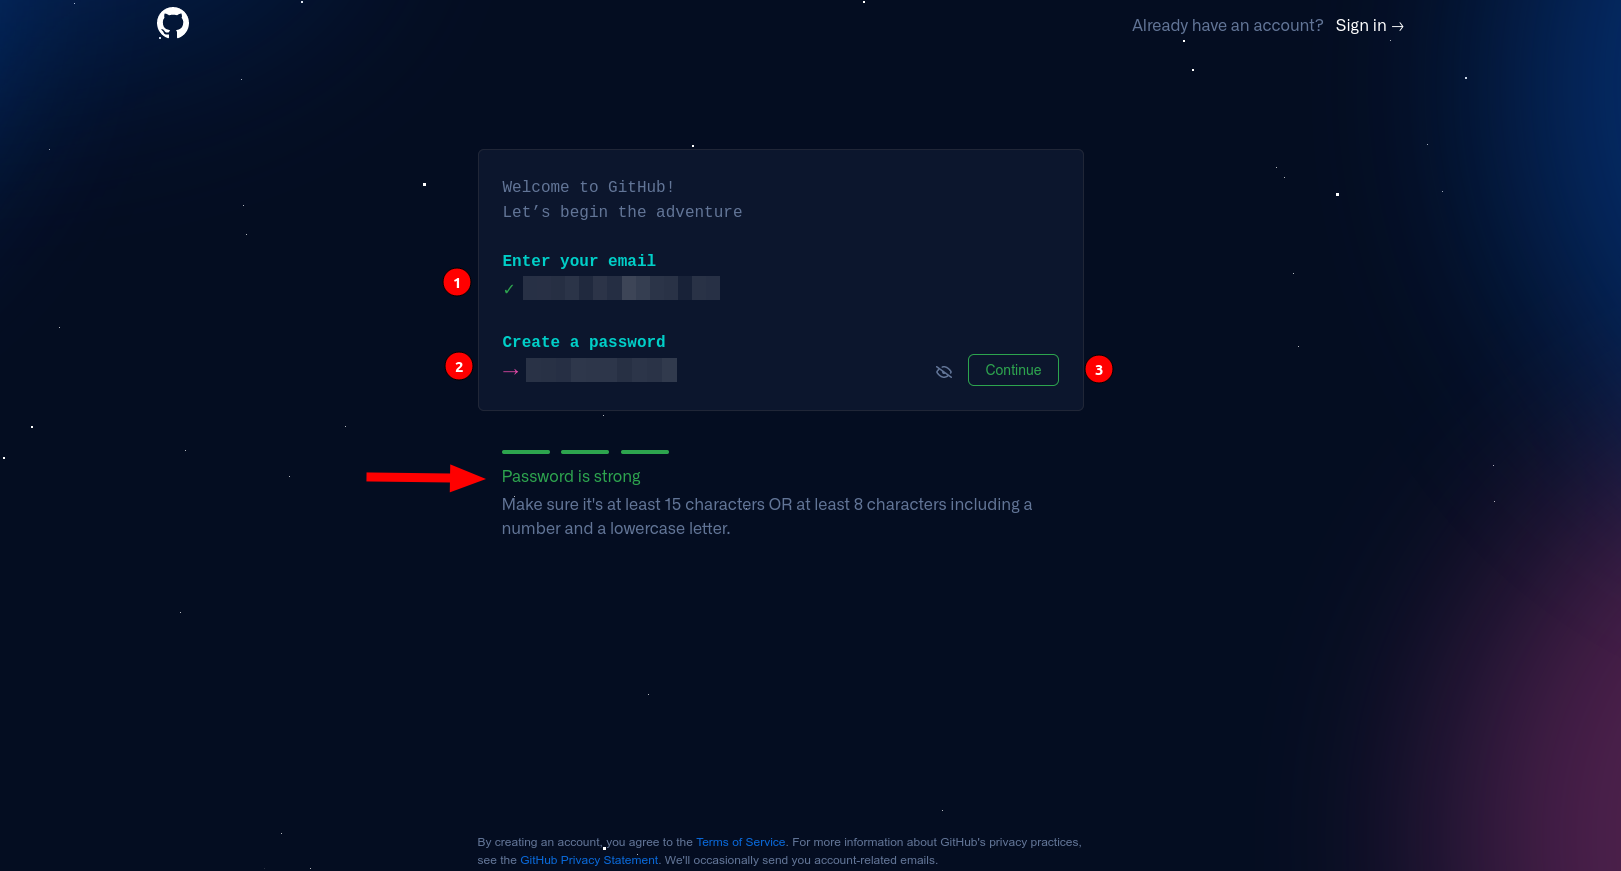 Already have an account? Sign in →
Welcome to GitHub!
Let’s begin the adventure
Enter your email
1
✓
Create a password
2
→
Continue
3
Password is strong
Make sure it's at least 15 characters OR at least 8 characters including a
number and a lowercase letter.
By creating an account, you agree to the Terms of Service. For more information about GitHub's privacy practices,
see the GitHub Privacy Statement. We'll occasionally send you account-related emails.